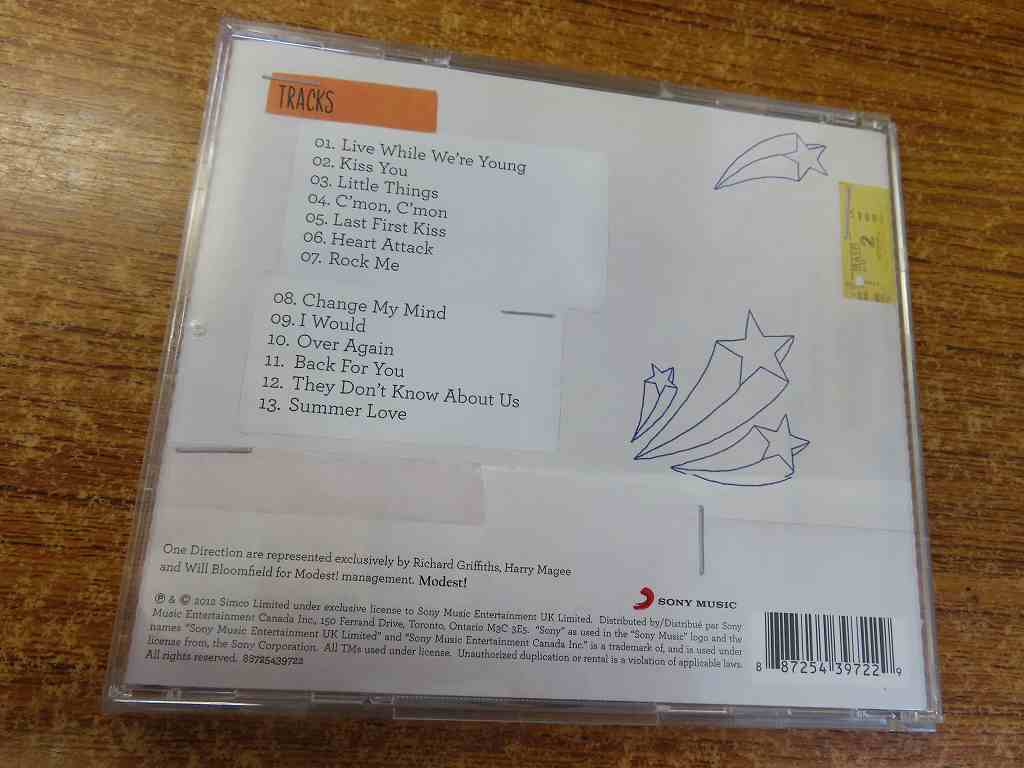 TRACKS
01. Live While We're Young
02. Kiss You
03. Little Things
04. C'mon, C'mon
05. Last First Kiss
06. Heart Attack
07. Rock Me
08. Change My Mind
09. I Would
10. Over Again
11. Back For You
12. They Don't Know About Us
13. Summer Love
One Direction are represented exclusively by Richard Griffiths, Harry Magee
and Will Bloomfield for Modest! management. Modest!
SONY MUSIC
℗ & © 2012 Simco Limited under exclusive license to Sony Music Entertainment UK Limited. Distributed by/Distribué par Sony
Music Entertainment Canada Inc., 150 Ferrand Drive, Toronto, Ontario M3C 3E5. "Sony" as used in the "Sony Music" logo and the
names "Sony Music Entertainment UK Limited" and "Sony Music Entertainment Canada Inc." is a trademark of, and is used under
license from, the Sony Corporation. All TMs used under license. Unauthorized duplication or rental is a violation of applicable laws.
All rights reserved. 88725439722
8 87254 39722 9
2